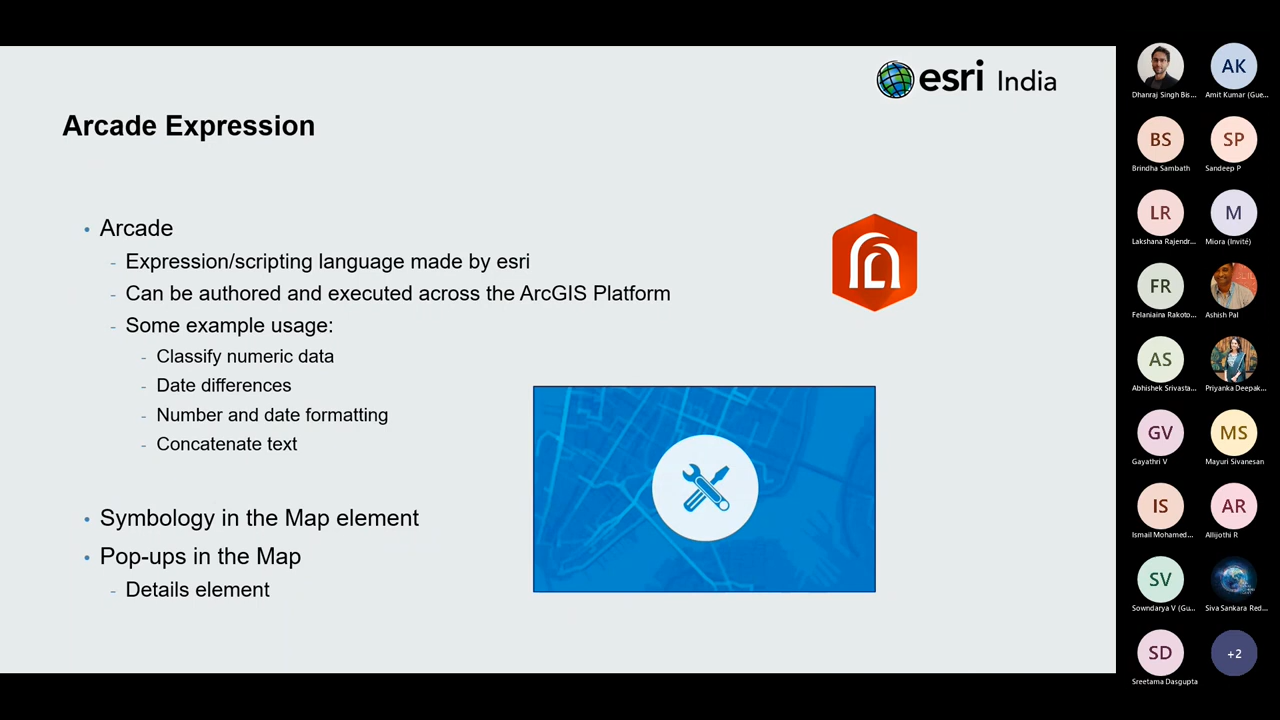 esri India
Arcade Expression
• Arcade
- Expression/scripting language made by esri
- Can be authored and executed across the ArcGIS Platform
- Some example usage:
- Classify numeric data
- Date differences
- Number and date formatting
- Concatenate text
• Symbology in the Map element
• Pop-ups in the Map
- Details element
Dhanraj Singh Bis...
AK
Amit Kumar (Gue...
BS
Brindha Sambath
SP
Sandeep P
LR
Lakshana Rajendr...
M
Miora (Invité)
FR
Felaniaina Rakoto...
Ashish Pal
AS
Abhishek Srivasta...
Priyanka Deepak...
GV
Gayathri V
MS
Mayuri Sivanesan
IS
Ismail Mohamed...
AR
Allijothi R
SV
Sowndarya V (Gu...
Siva Sankara Red...
SD
Sreetama Dasgupta
+2